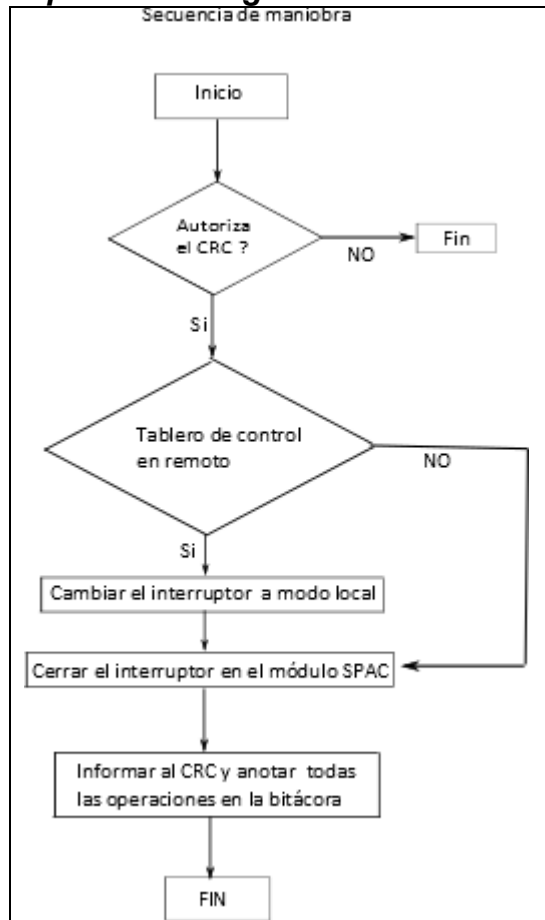 Secuencia de maniobra
Inicio
Autoriza
el CRC ?
NO
Fin
Si
Tablero de control
en remoto
NO
Si
Cambiar el interruptor a modo local
Cerrar el interruptor en el módulo SPAC
Informar al CRC y anotar todas
las operaciones en la bitácora
FIN